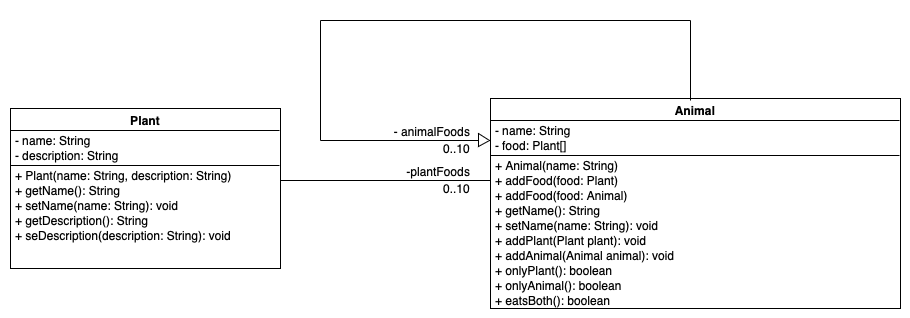 Plant
- name: String
- description: String
+ Plant(name: String, description: String)
+ getName(): String
+ setName(name: String): void
+ getDescription(): String
+ seDescription(description: String): void
- animalFoods
0..10
-plantFoods
0..10
Animal
- name: String
- food: Plant[]
+ Animal(name: String)
+ addFood(food: Plant)
+ addFood(food: Animal)
+ getName(): String
+ setName(name: String): void
+ addPlant(Plant plant): void
+ addAnimal(Animal animal): void
+ onlyPlant(): boolean
+ onlyAnimal(): boolean
+ eatsBoth(): boolean